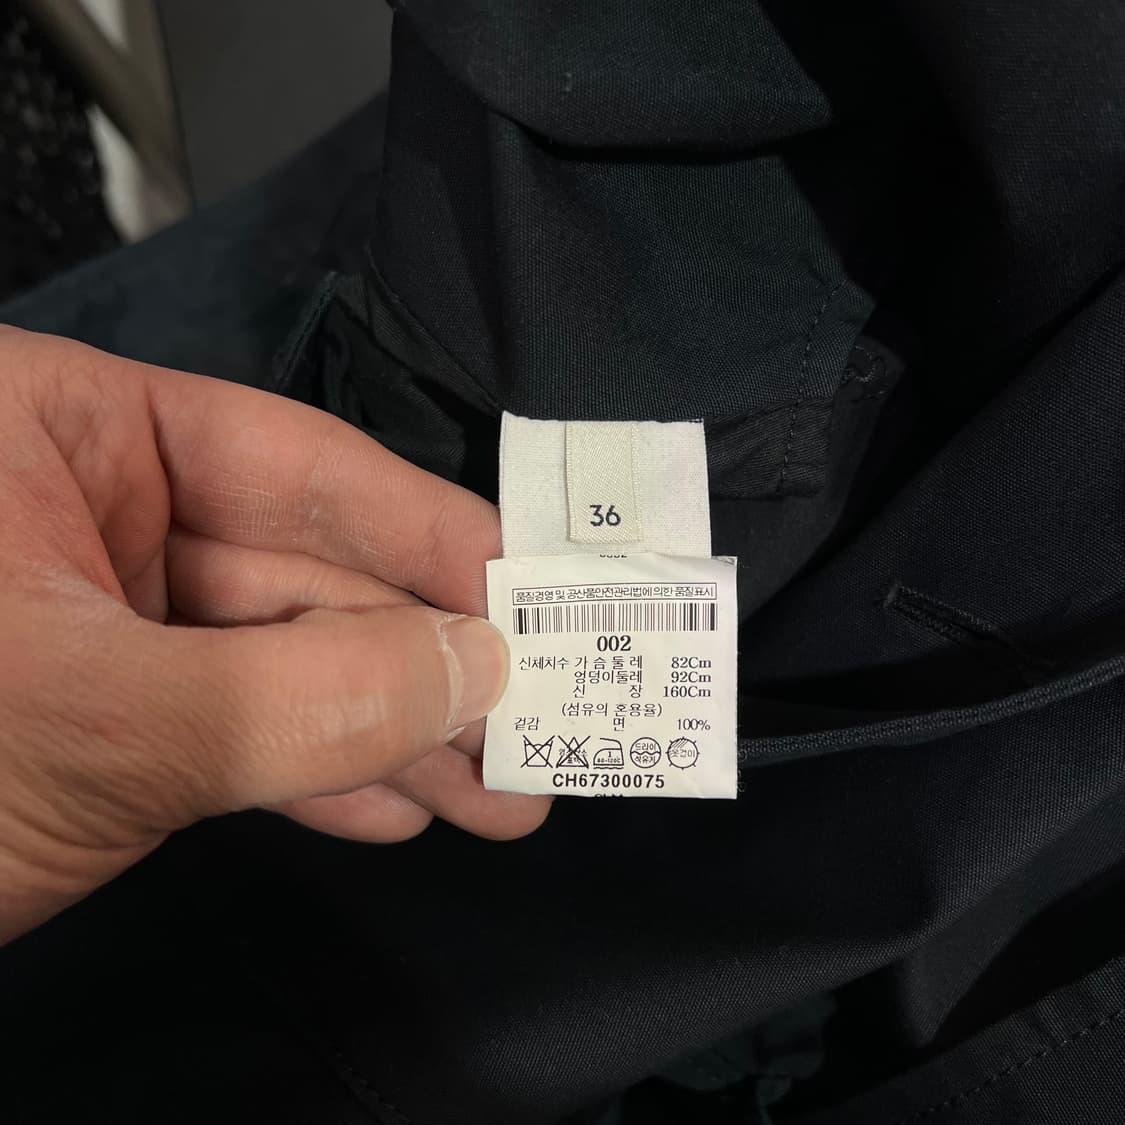 36
품질경영 및 공산품안전관리법에 의한 품질표시
002
신체치수 가 슴 둘 레 82Cm
엉덩이둘레 92Cm
신 장 160Cm
(섬유의 혼용율)
겉감 면 100%
드라이
석유계
옷걸이
CH67300075